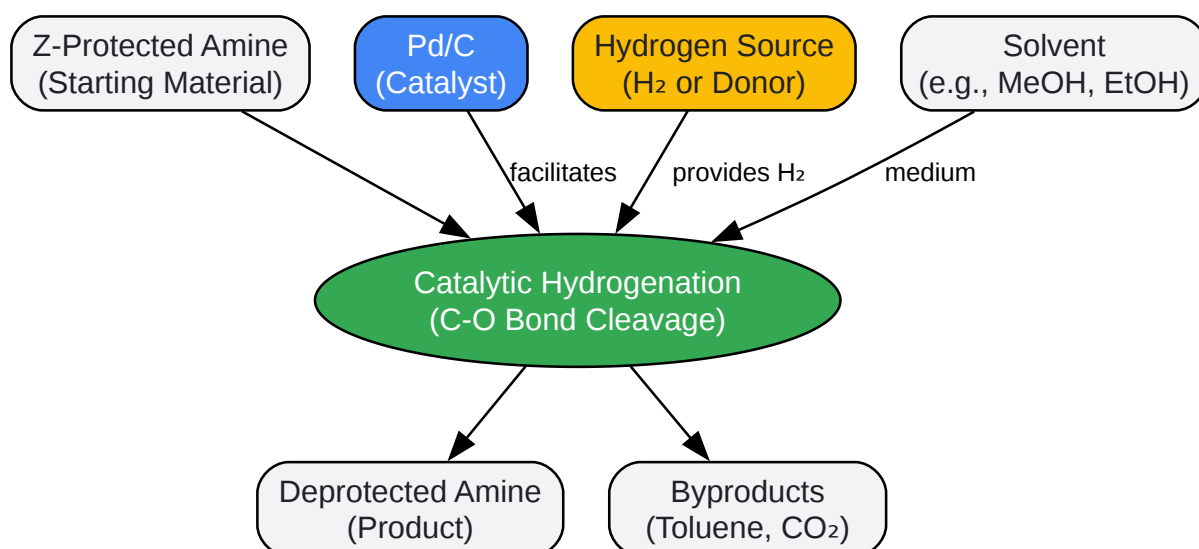 Z-Protected Amine
(Starting Material)
Pd/C
(Catalyst)
Hydrogen Source
(H₂ or Donor)
Solvent
(e.g., MeOH, EtOH)
facilitates
provides H₂
medium
Catalytic Hydrogenation
(C-O Bond Cleavage)
Deprotected Amine
(Product)
Byproducts
(Toluene, CO₂)